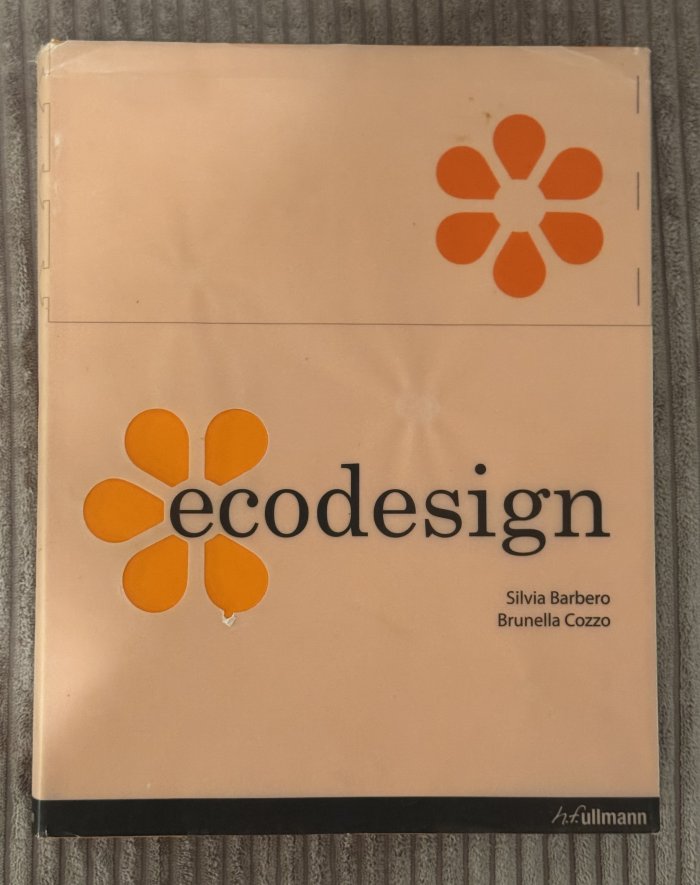 ecodesign
Silvia Barbero
Brunella Cozzo
h.f.ullmann